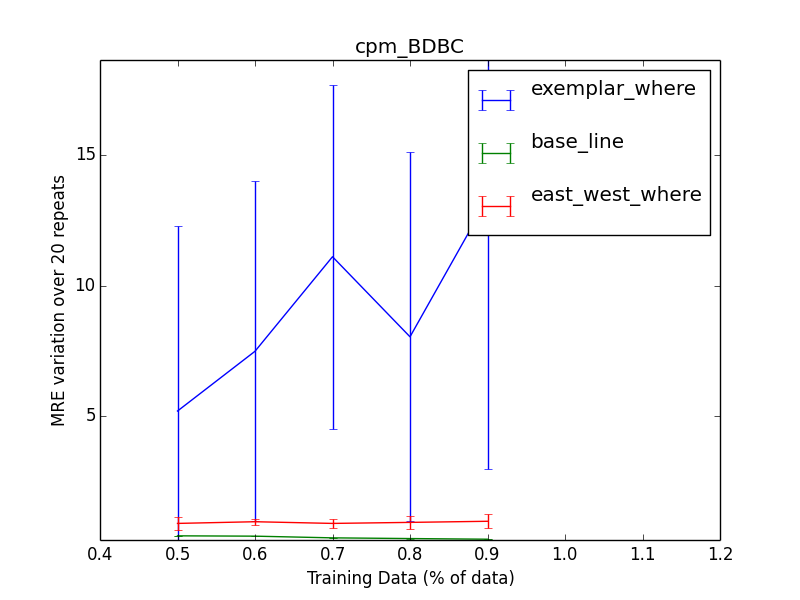 cpm_BDBC
exemplar_where
base_line
east_west_where
MRE variation over 20 repeats
15
10
5
0.4 0.5 0.6 0.7 0.8 0.9 1.0 1.1 1.2
Training Data (% of data)